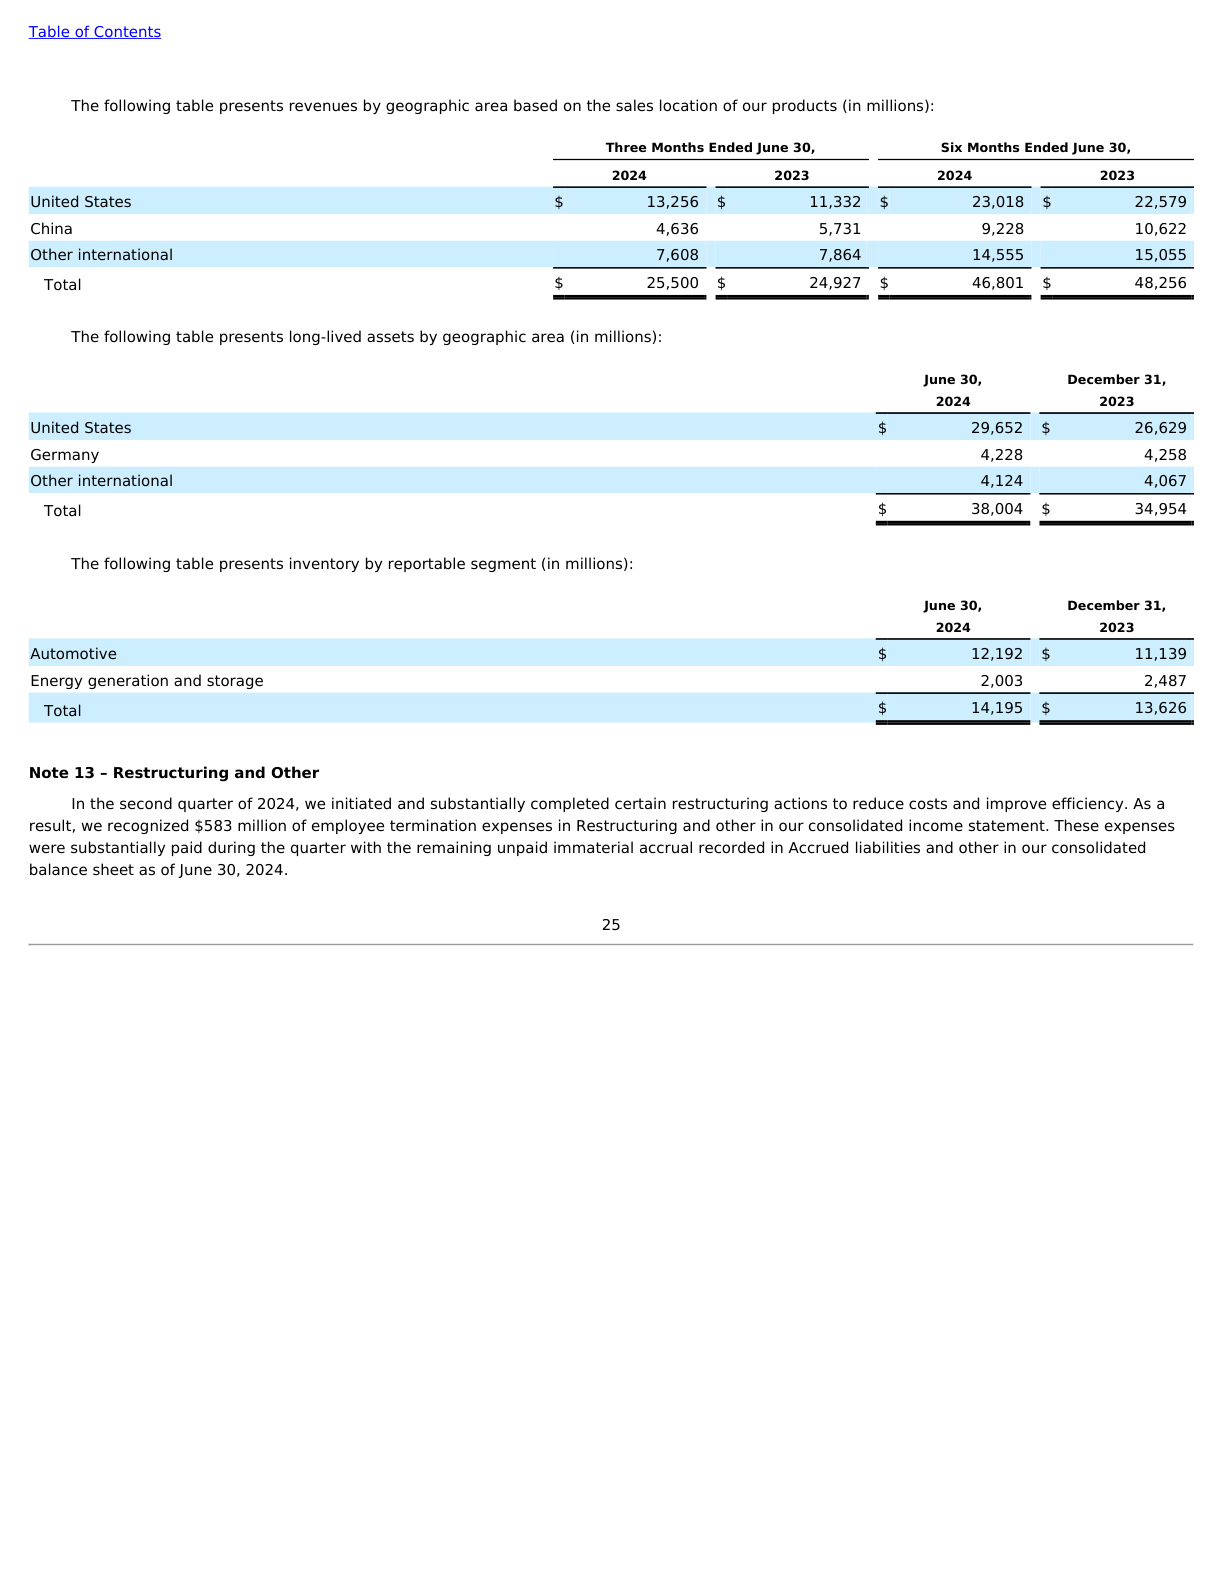 Table of Contents
The following table presents revenues by geographic area based on the sales location of our products (in millions):
Three Months Ended June 30, Six Months Ended June 30,
2024 2023 2024 2023
United States $ 13,256 $ 11,332 $ 23,018 $ 22,579
China 4,636 5,731 9,228 10,622
Other international 7,608 7,864 14,555 15,055
Total $ 25,500 $ 24,927 $ 46,801 $ 48,256
The following table presents long-lived assets by geographic area (in millions):
June 30, December 31,
2024 2023
United States $ 29,652 $ 26,629
Germany 4,228 4,258
Other international 4,124 4,067
Total $ 38,004 $ 34,954
The following table presents inventory by reportable segment (in millions):
June 30, December 31,
2024 2023
Automotive $ 12,192 $ 11,139
Energy generation and storage 2,003 2,487
Total $ 14,195 $ 13,626
Note 13 – Restructuring and Other
In the second quarter of 2024, we initiated and substantially completed certain restructuring actions to reduce costs and improve efficiency. As a
result, we recognized $583 million of employee termination expenses in Restructuring and other in our consolidated income statement. These expenses
were substantially paid during the quarter with the remaining unpaid immaterial accrual recorded in Accrued liabilities and other in our consolidated
balance sheet as of June 30, 2024.
25